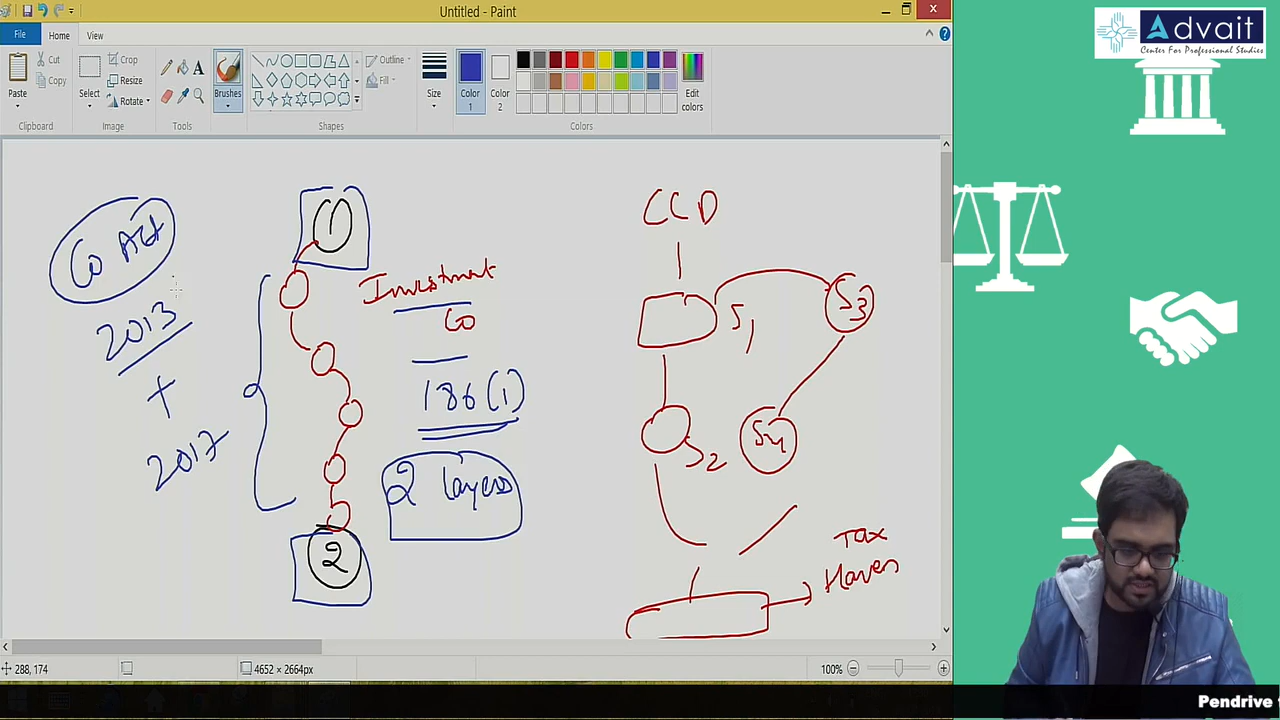 Untitled - Paint
File
Home
View
Paste
Cut
Copy
Clipboard
Select
Crop
Resize
Rotate
Image
Tools
Brushes
Outline
Fill
Shapes
Size
Color
1
Color
2
Edit
colors
Colors
Advait
Center For Professional Studies
Co Act
2013
+
2017
1
Investment
Co
186(1)
2 layers
2
CCD
S1
S3
S2
S4
Tax
Haven
288, 174
4652 × 2664px
100%
Pendrive